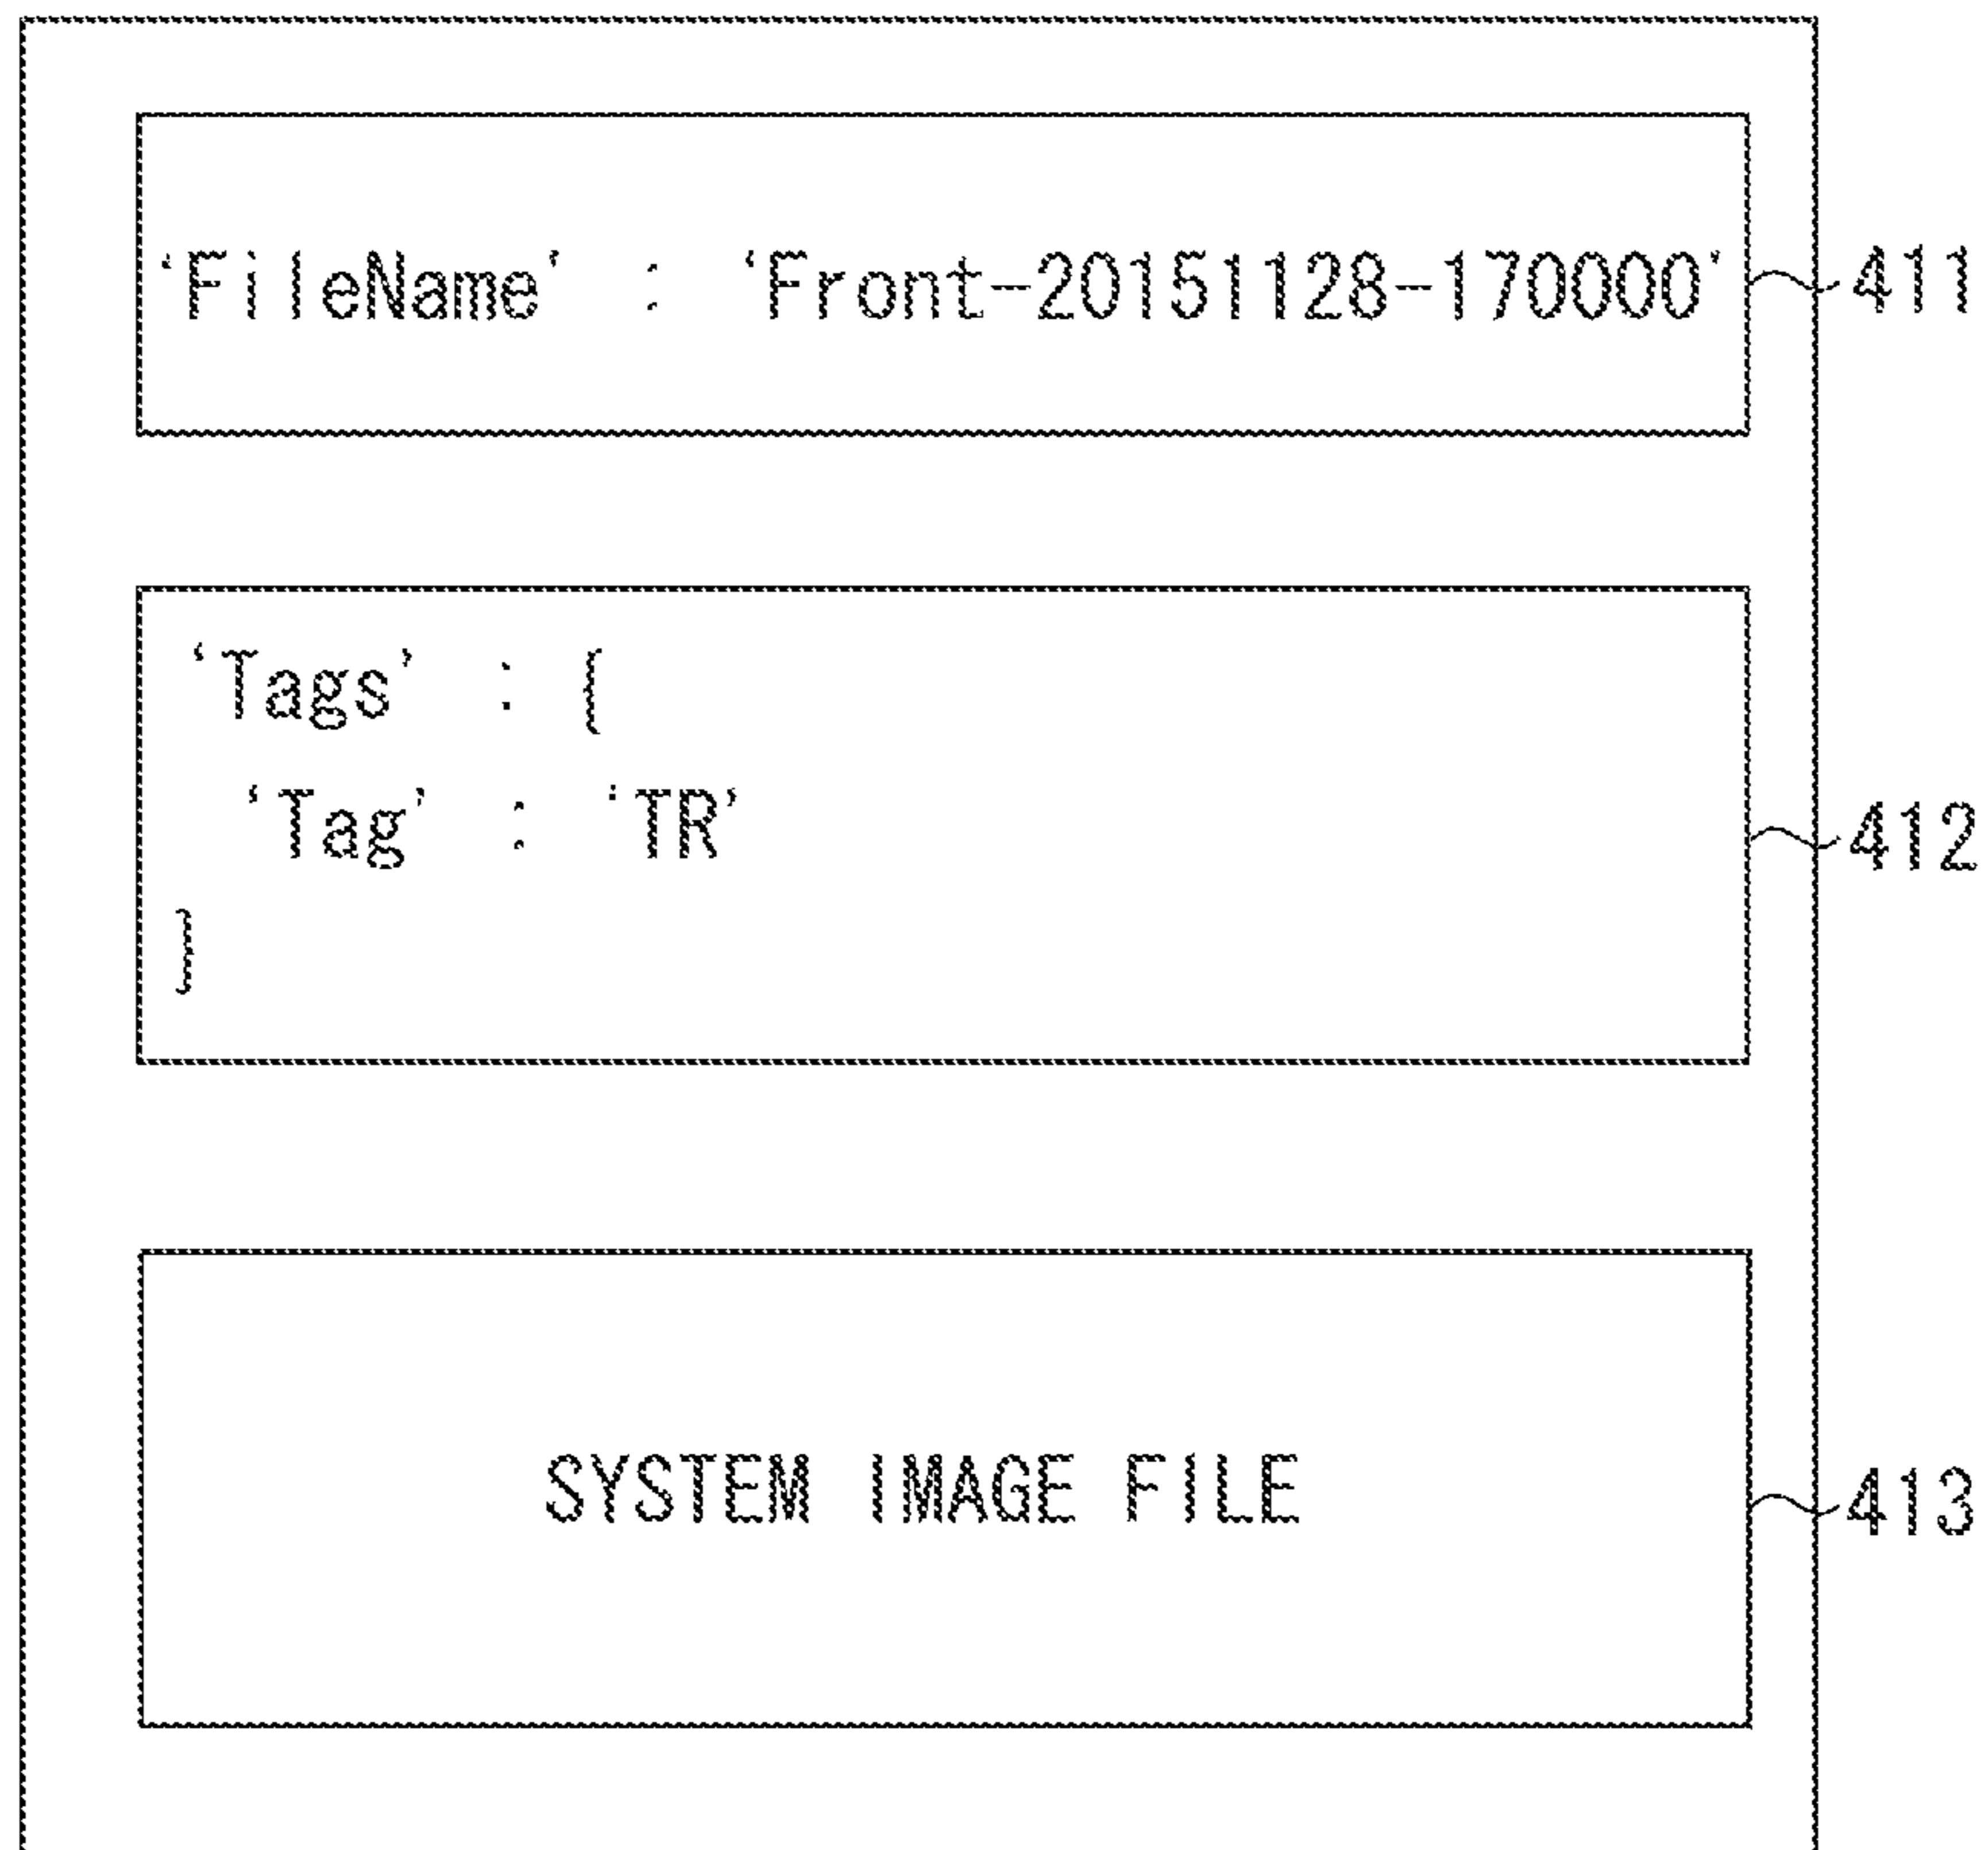 ‘FileName’ : ‘Front-20151128-170000’ 411
‘Tags’ : {
‘Tag’ : ‘TR’ 412
}
SYSTEM IMAGE FILE 413